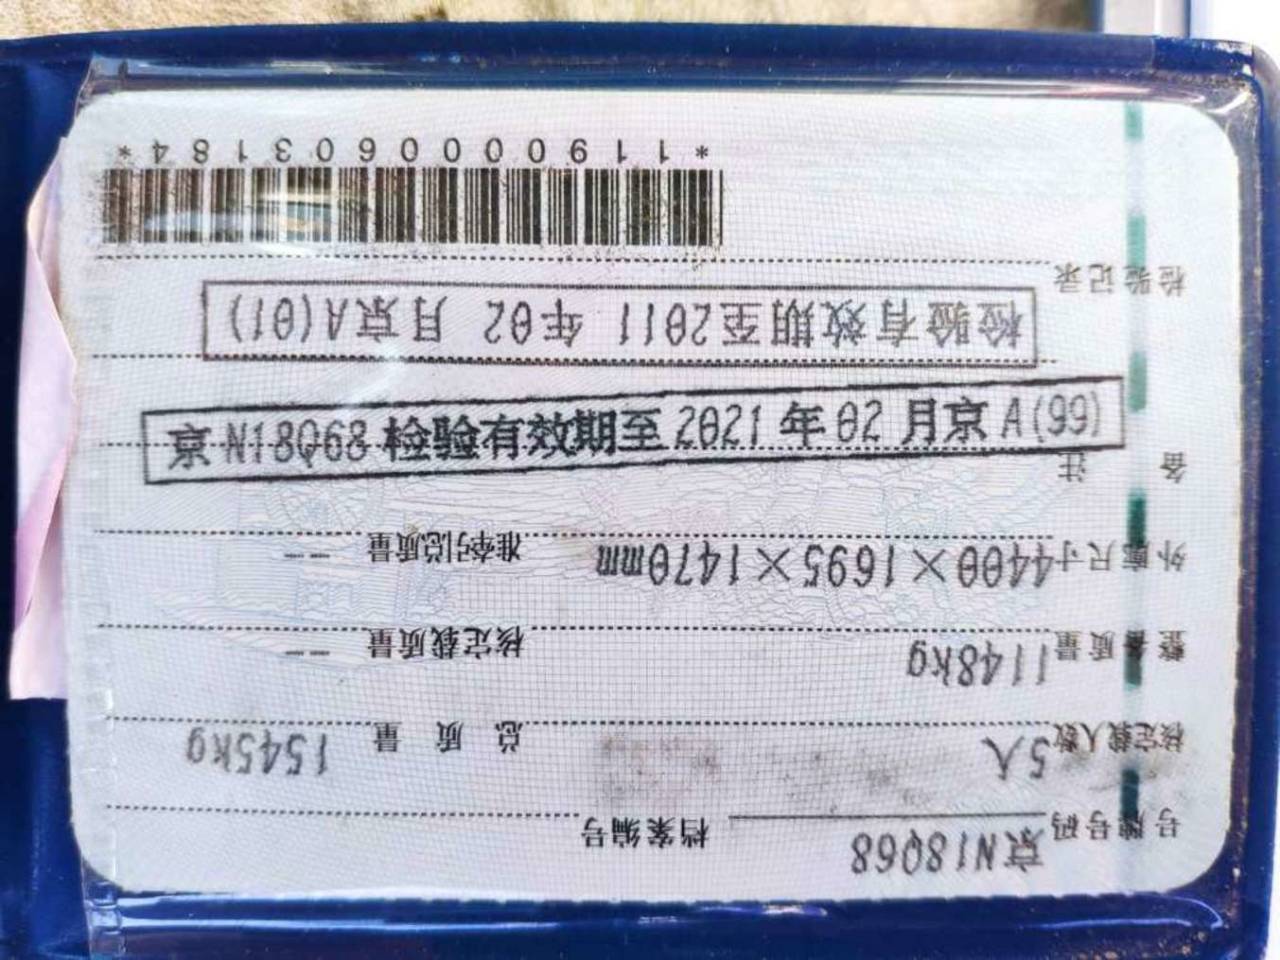 号牌号码 京N18Q68 档案编号
核定载人数 5人 总质量 1545kg
整备质量 1148kg 核定载质量 --
外廓尺寸 4400×1695×1470mm 准牵引总质量 --
备注
京N18Q68检验有效期至2021年02月京A(99)
检验记录
检验有效期至2011年02月京A(01)
*1190000603184*